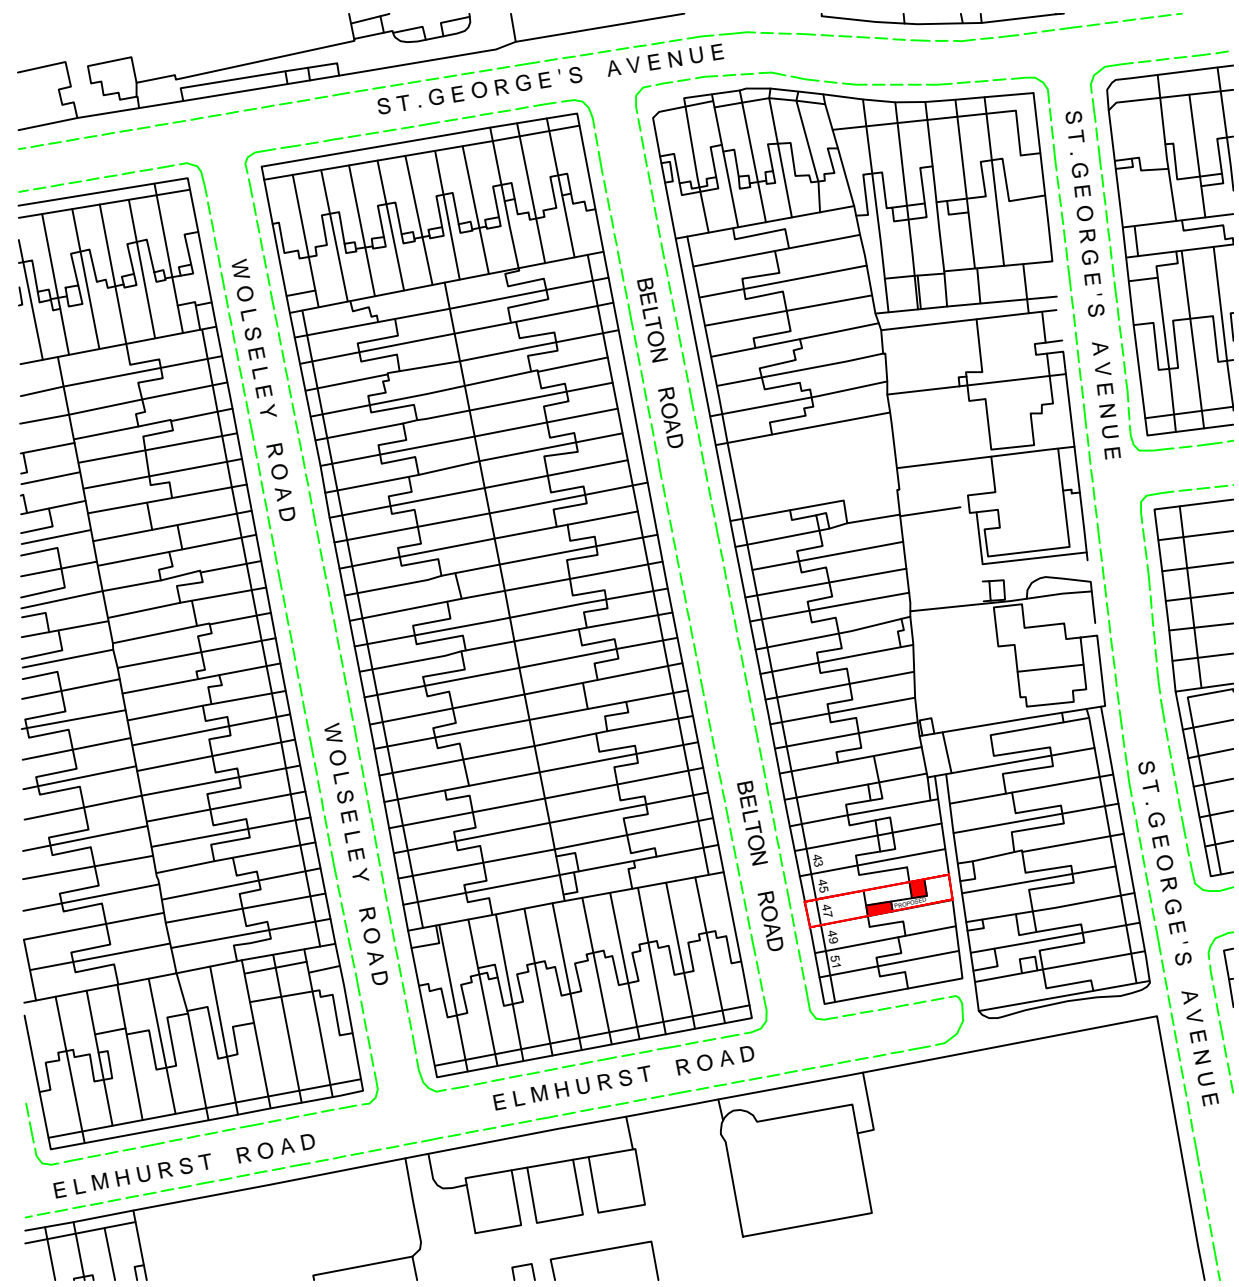 ST.GEORGE'S AVENUE
ST.GEORGE'S AVENUE
WOLSELEY ROAD
BELTON ROAD
WOLSELEY ROAD
BELTON ROAD
ST.GEORGE'S AVENUE
43
45
47
PROPOSED
49
51
ELMHURST ROAD
ELMHURST ROAD